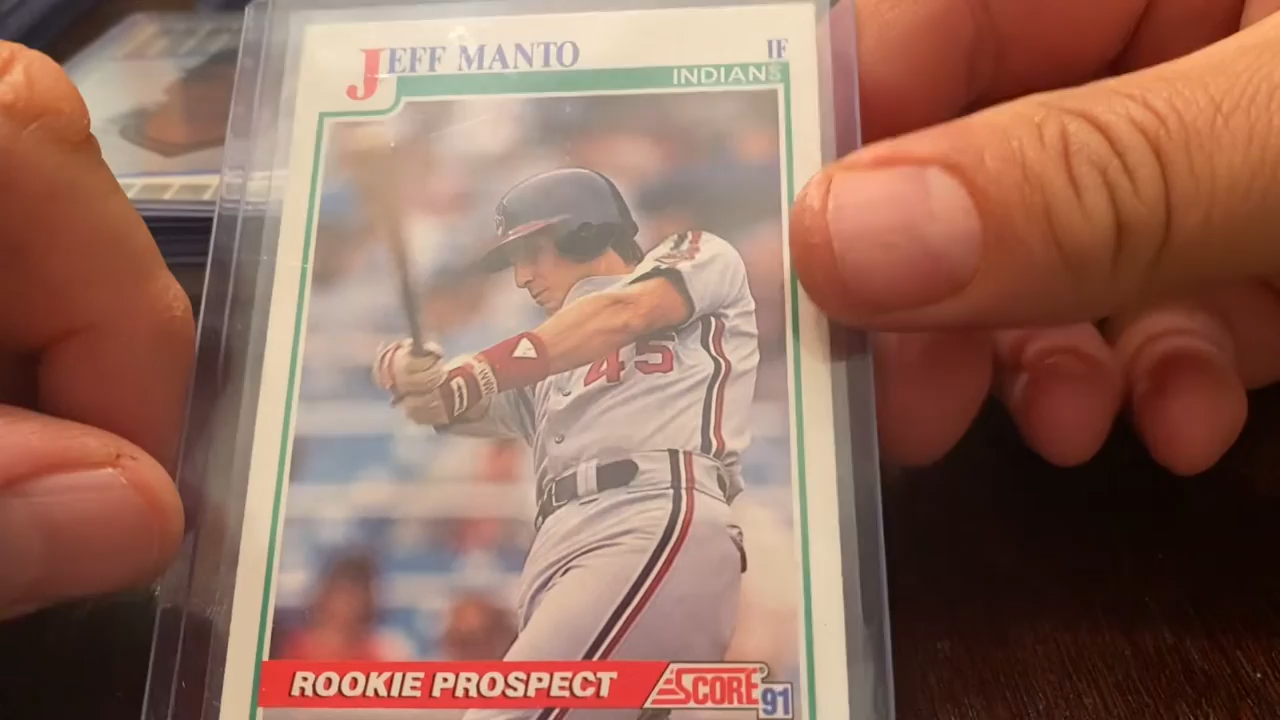 JEFF MANTO
IF
INDIANS
45
ROOKIE PROSPECT
SCORE
91